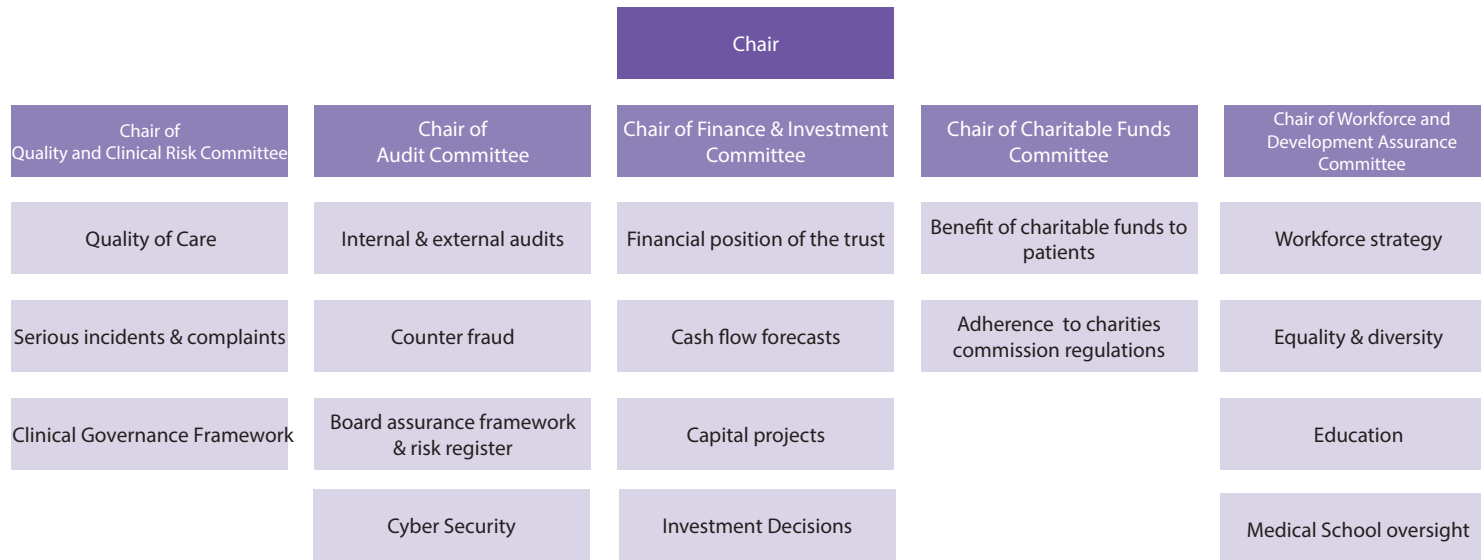 Chair
Chair of
Quality and Clinical Risk Committee
Chair of
Audit Committee
Chair of Finance & Investment
Committee
Chair of Charitable Funds
Committee
Chair of Workforce and
Development Assurance
Committee
Quality of Care
Internal & external audits
Financial position of the trust
Benefit of charitable funds to
patients
Workforce strategy
Serious incidents & complaints
Counter fraud
Cash flow forecasts
Adherence to charities
commission regulations
Equality & diversity
Clinical Governance Framework
Board assurance framework
& risk register
Capital projects
Education
Cyber Security
Investment Decisions
Medical School oversight